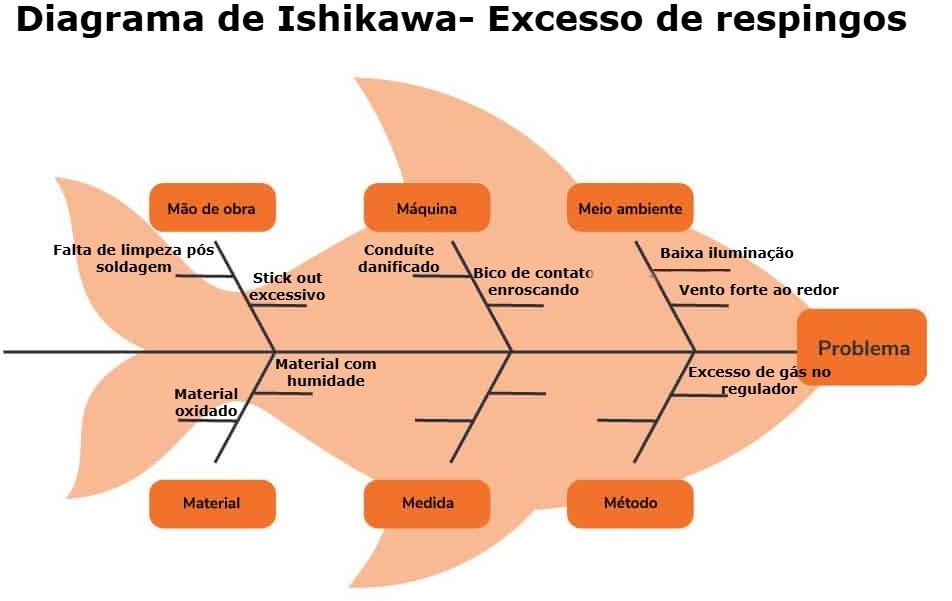 Diagrama de Ishikawa- Excesso de respingos
Mão de obra
Máquina
Meio ambiente
Falta de limpeza pós
soldagem
Stick out
excessivo
Conduíte
danificado
Bico de contato
enroscando
Baixa iluminação
Vento forte ao redor
Problema
Material com
humidade
Material
oxidado
Excesso de gás no
regulador
Material
Medida
Método